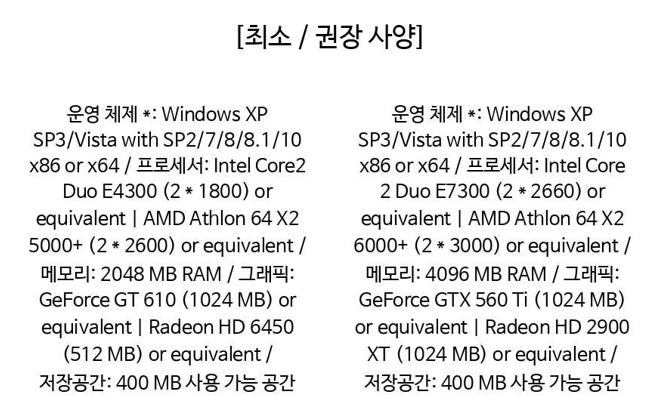 [최소 / 권장 사양]
운영 체제 *: Windows XP
SP3/Vista with SP2/7/8/8.1/10
x86 or x64 / 프로세서: Intel Core2
Duo E4300 (2 * 1800) or
equivalent | AMD Athlon 64 X2
5000+ (2 * 2600) or equivalent /
메모리: 2048 MB RAM / 그래픽:
GeForce GT 610 (1024 MB) or
equivalent | Radeon HD 6450
(512 MB) or equivalent /
저장공간: 400 MB 사용 가능 공간
운영 체제 *: Windows XP
SP3/Vista with SP2/7/8/8.1/10
x86 or x64 / 프로세서: Intel Core
2 Duo E7300 (2 * 2660) or
equivalent | AMD Athlon 64 X2
6000+ (2 * 3000) or equivalent /
메모리: 4096 MB RAM / 그래픽:
GeForce GTX 560 Ti (1024 MB)
or equivalent | Radeon HD 2900
XT (1024 MB) or equivalent /
저장공간: 400 MB 사용 가능 공간